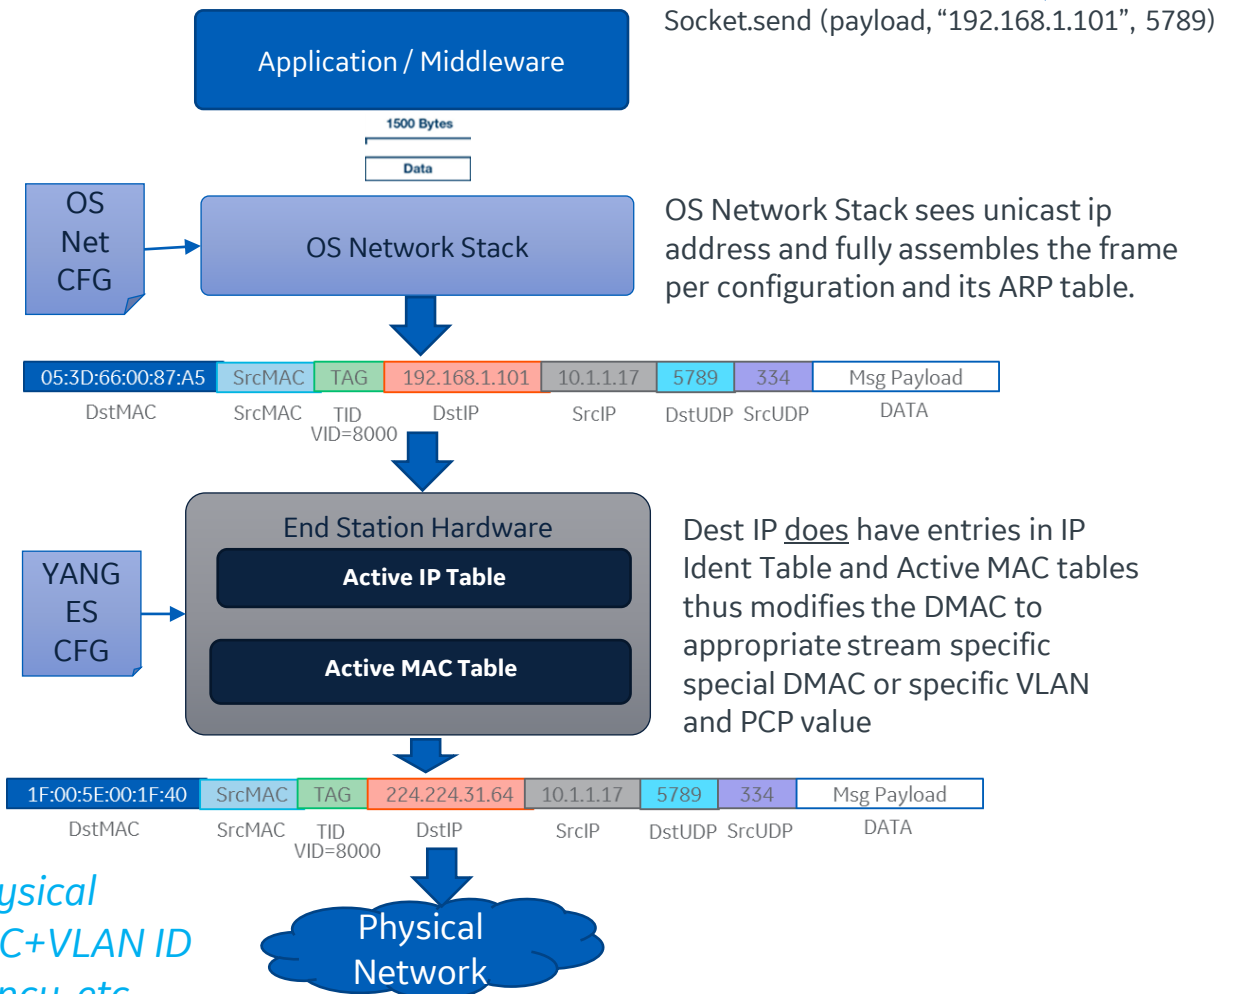 Socket.send (payload, “192.168.1.101”, 5789)
Application / Middleware
1500 Bytes
Data
OS
Net
CFG
OS Network Stack
OS Network Stack sees unicast ip
address and fully assembles the frame
per configuration and its ARP table.
05:3D:66:00:87:A5 SrcMAC TAG 192.168.1.101 10.1.1.17 5789 334 Msg Payload
DstMAC SrcMAC TID DstIP SrcIP DstUDP SrcUDP DATA
VID=8000
End Station Hardware
Active IP Table
Active MAC Table
YANG
ES
CFG
Dest IP does have entries in IP
Ident Table and Active MAC tables
thus modifies the DMAC to
appropriate stream specific
special DMAC or specific VLAN
and PCP value
1F:00:5E:00:1F:40 SrcMAC TAG 224.224.31.64 10.1.1.17 5789 334 Msg Payload
DstMAC SrcMAC TID DstIP SrcIP DstUDP SrcUDP DATA
VID=8000
ysical
C+VLAN ID
ncy, etc
Physical
Network